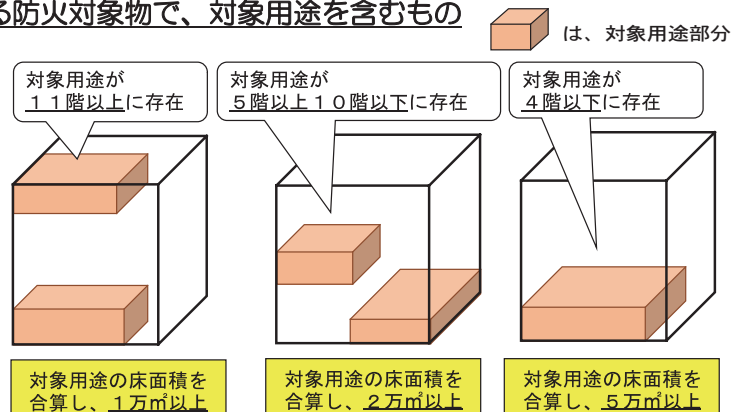 る防火対象物で、対象用途を含むもの
は、対象用途部分
対象用途が
11階以上に存在
対象用途が
5階以上10階以下に存在
対象用途が
4階以下に存在
対象用途の床面積を
合算し、1万㎡以上
対象用途の床面積を
合算し、2万㎡以上
対象用途の床面積を
合算し、5万㎡以上